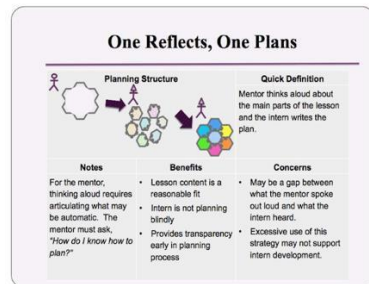 One Reflects, One Plans
Planning Structure
Quick Definition
Mentor thinks aloud about
the main parts of the lesson
and the intern writes the
plan.
Notes
For the mentor,
thinking aloud requires
articulating what may
be automatic. The
mentor must ask,
"How do I know how to
plan?"
Benefits
• Lesson content is a
reasonable fit
• Intern is not planning
blindly
• Provides transparency
early in planning
process
Concerns
• May be a gap between
what the mentor spoke
out loud and what the
intern heard.
• Excessive use of this
strategy may not support
intern development.